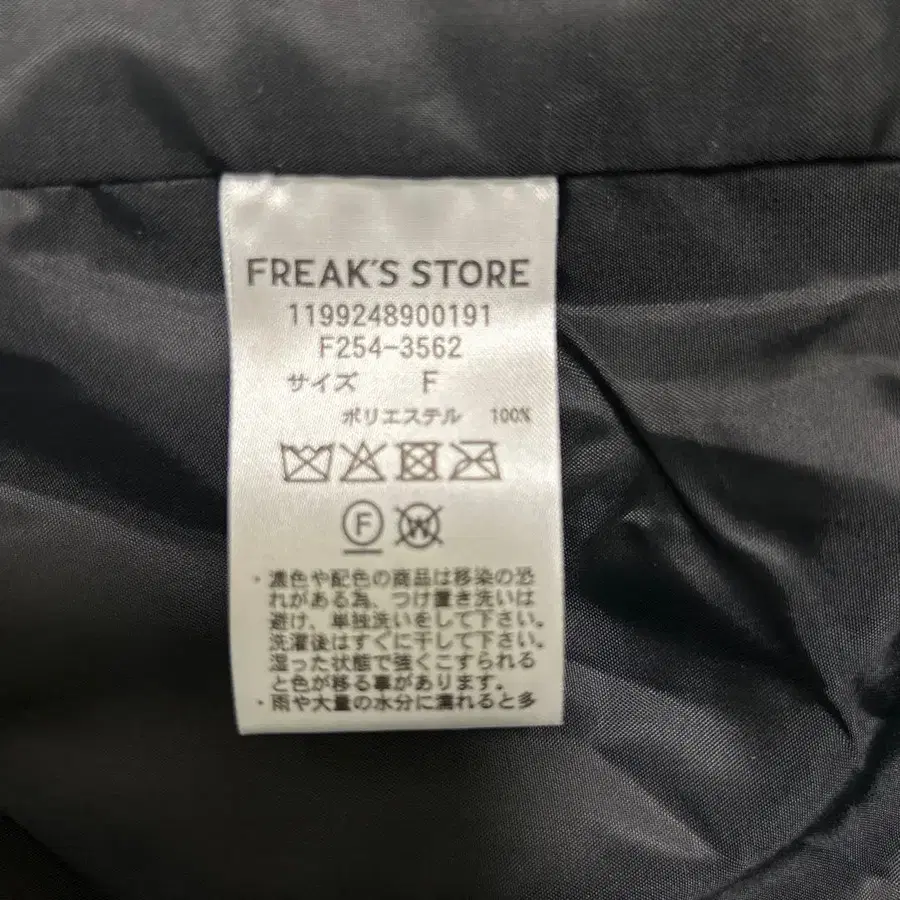 FREAK'S STORE
1199248900191
F254-3562
サイズ F
ポリエステル 100%
F W
・濃色や配色の商品は移染の恐
れがある為、つけ置き洗いは
避け、単独洗いをして下さい。
洗濯後はすぐに干して下さい。
湿った状態で強くこすられる
と色が移る事があります。
・雨や大量の水分に濡れると多